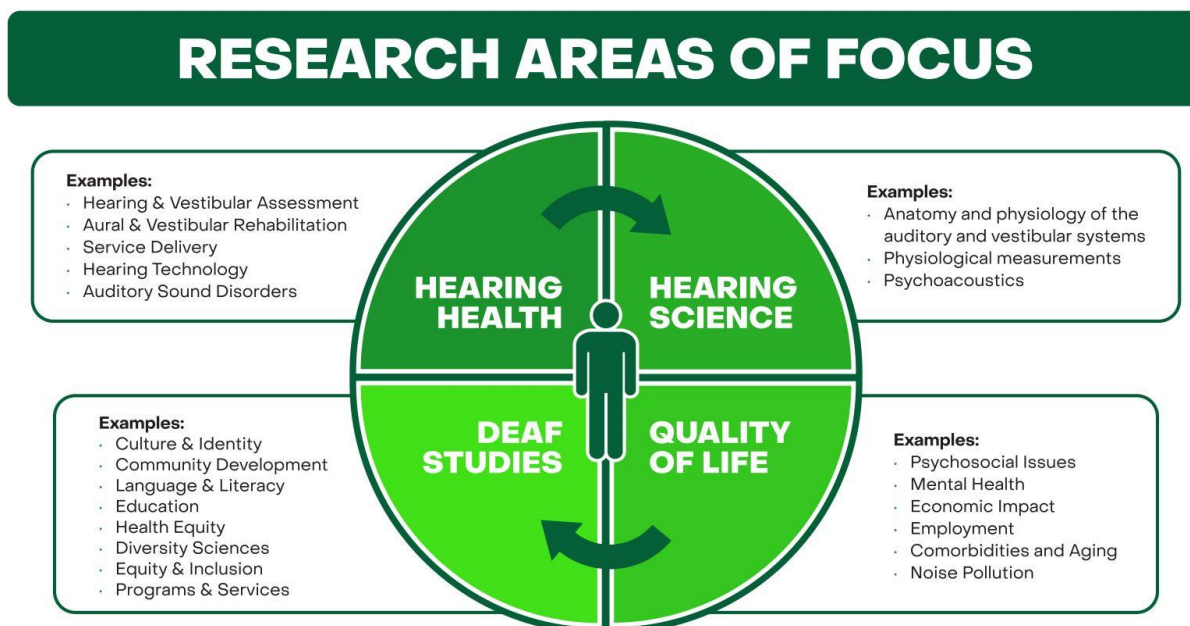 RESEARCH AREAS OF FOCUS
Examples:
· Hearing & Vestibular Assessment
· Aural & Vestibular Rehabilitation
· Service Delivery
· Hearing Technology
· Auditory Sound Disorders
HEARING
HEALTH
HEARING
SCIENCE
Examples:
· Anatomy and physiology of the
auditory and vestibular systems
· Physiological measurements
· Psychoacoustics
Examples:
· Culture & Identity
· Community Development
· Language & Literacy
· Education
· Health Equity
· Diversity Sciences
· Equity & Inclusion
· Programs & Services
DEAF
STUDIES
QUALITY
OF LIFE
Examples:
· Psychosocial Issues
· Mental Health
· Economic Impact
· Employment
· Comorbidities and Aging
· Noise Pollution